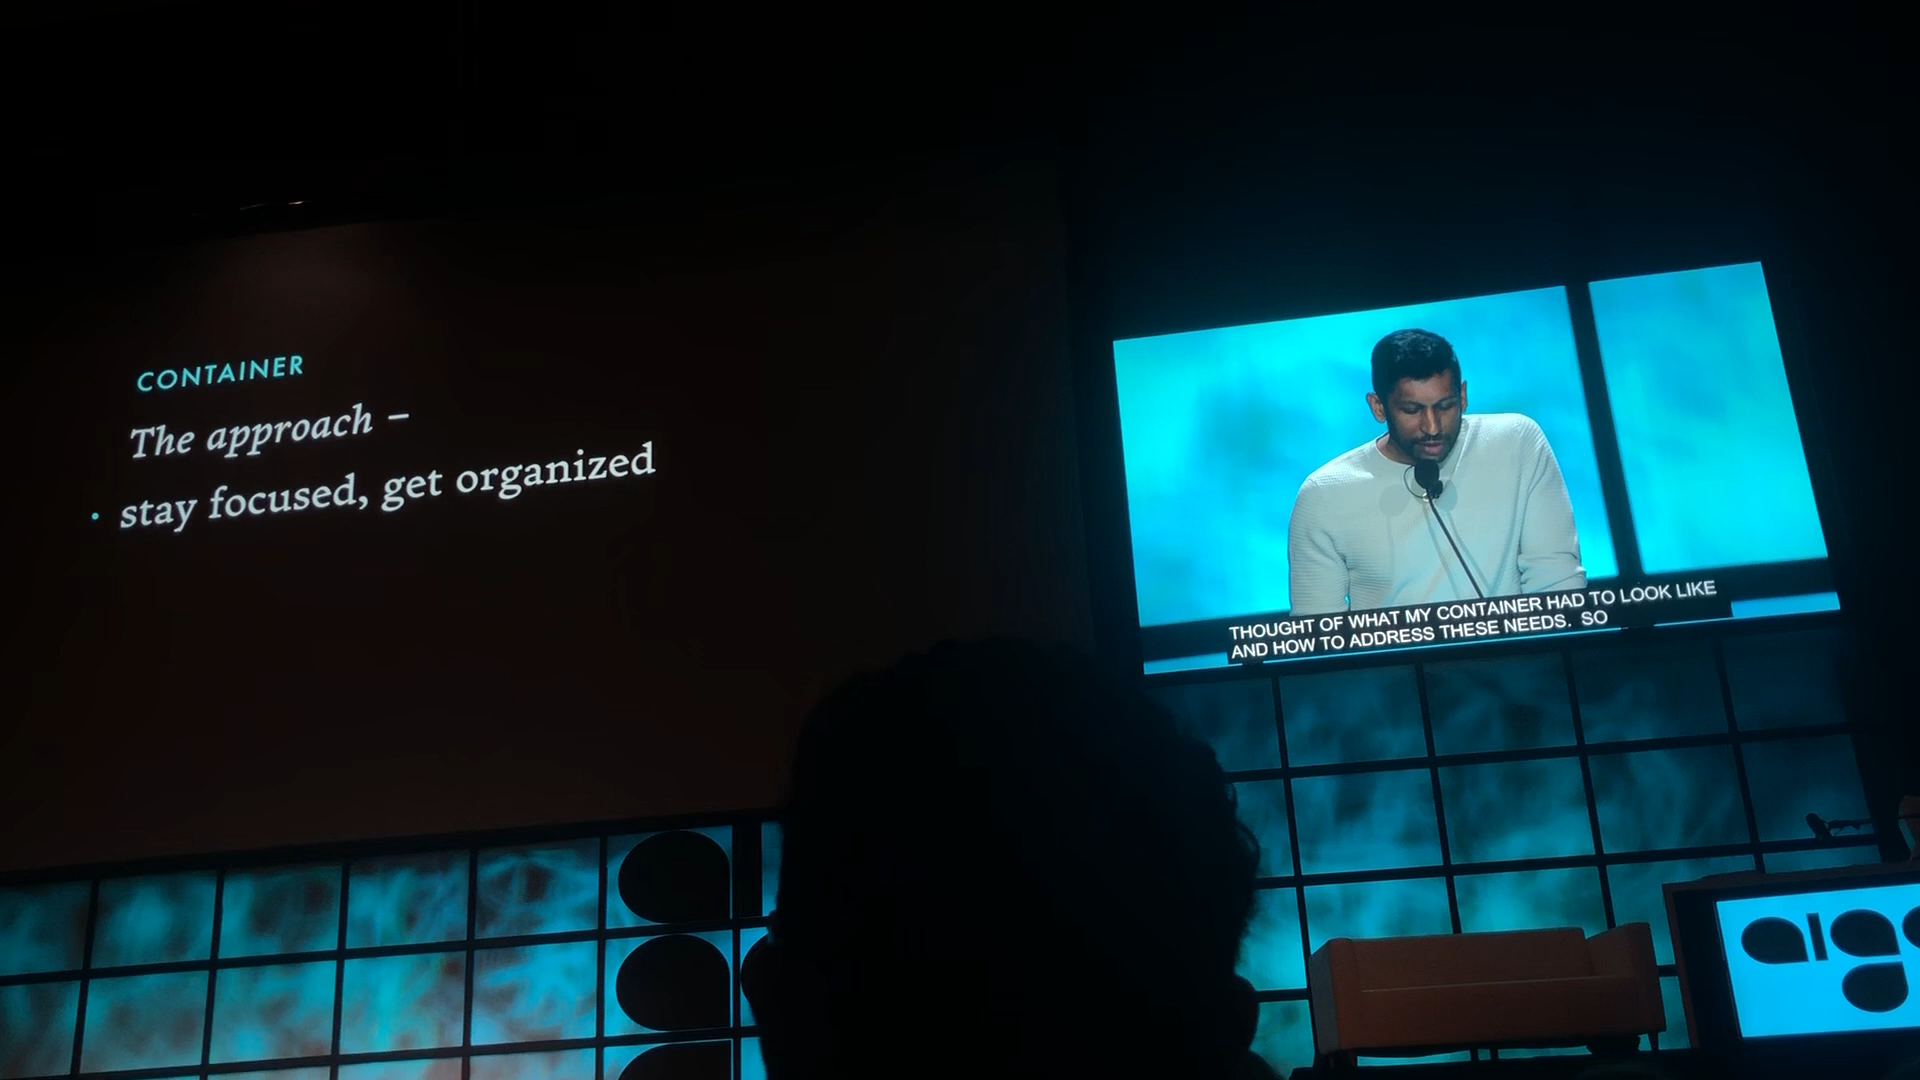 CONTAINER
The approach –
• stay focused, get organized
THOUGHT OF WHAT MY CONTAINER HAD TO LOOK LIKE
AND HOW TO ADDRESS THESE NEEDS. SO
aiga